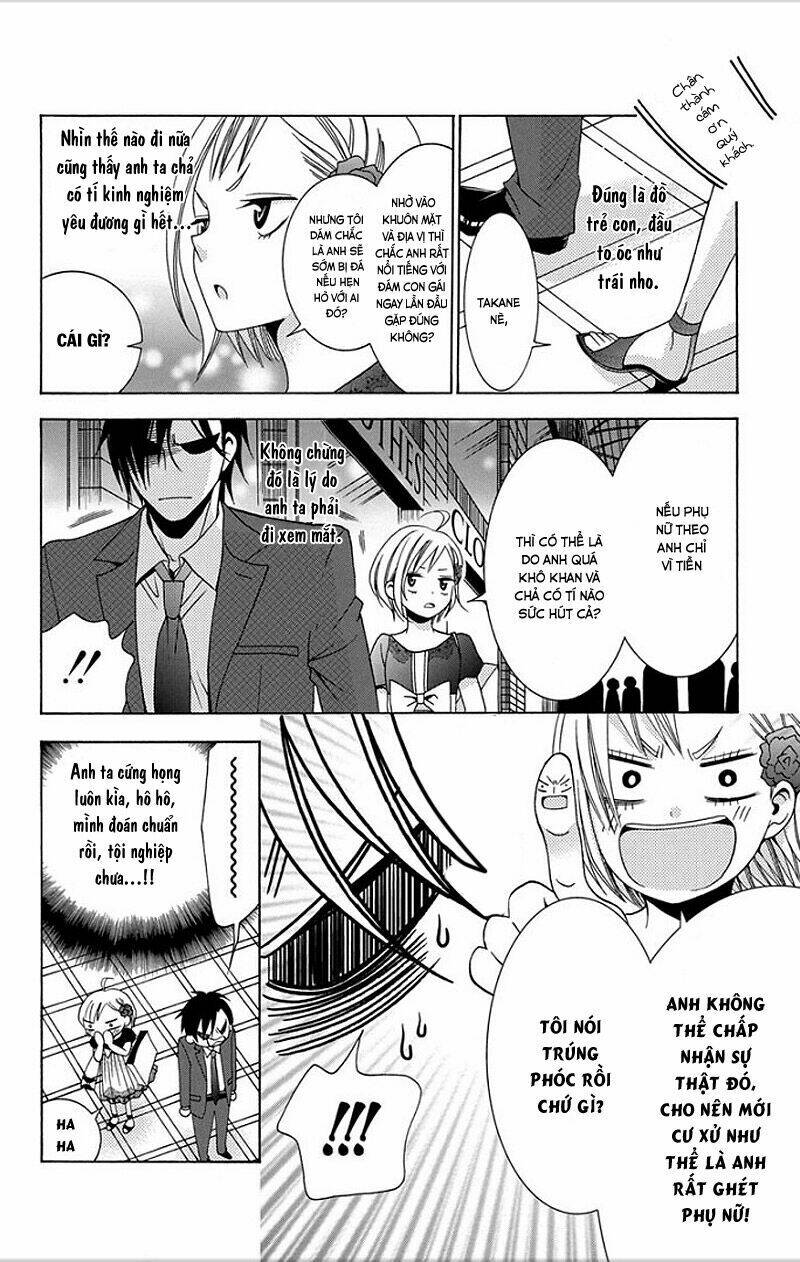 Chân
thành
cám
ơn
Quý
khách
Đúng là đồ
trẻ con, đầu
to óc như
trái nho.
TAKANE
NÈ,
NHỜ VÀO
KHUÔN MẶT
VÀ ĐỊA VỊ THÌ
CHẮC ANH RẤT
NỔI TIẾNG VỚI
ĐÁM CON GÁI
NGAY LẦN ĐẦU
GẶP ĐÚNG
KHÔNG?
NHƯNG TÔI
DÁM CHẮC
LÀ ANH SẼ
SỚM BỊ ĐÁ
NẾU HẸN
HÒ VỚI AI
ĐÓ?
Nhìn thế nào đi nữa
cũng thấy anh ta chả
có tí kinh nghiệm
yêu đương gì hết...
CÁI GÌ?
NẾU PHỤ
NỮ THEO
ANH CHỈ
VÌ TIỀN
THÌ CÓ THỂ LÀ
DO ANH QUÁ
KHÔ KHAN VÀ
CHẢ CÓ TÍ NÀO
SỨC HÚT CẢ?
THES
CLO
Không chừng
đó là lý do
anh ta phải
đi xem mắt.
!!
ANH KHÔNG
THỂ CHẤP
NHẬN SỰ
THẬT ĐÓ,
CHO NÊN MỚI
CƯ XỬ NHƯ
THỂ LÀ ANH
RẤT GHÉT
PHỤ NỮ!
TÔI NÓI
TRÚNG
PHÓC RỒI
CHỨ GÌ?
!!!
Anh ta cứng họng
luôn kìa, hô hô,
mình đoán chuẩn
rồi, tội nghiệp
chưa...!!
HA
HA